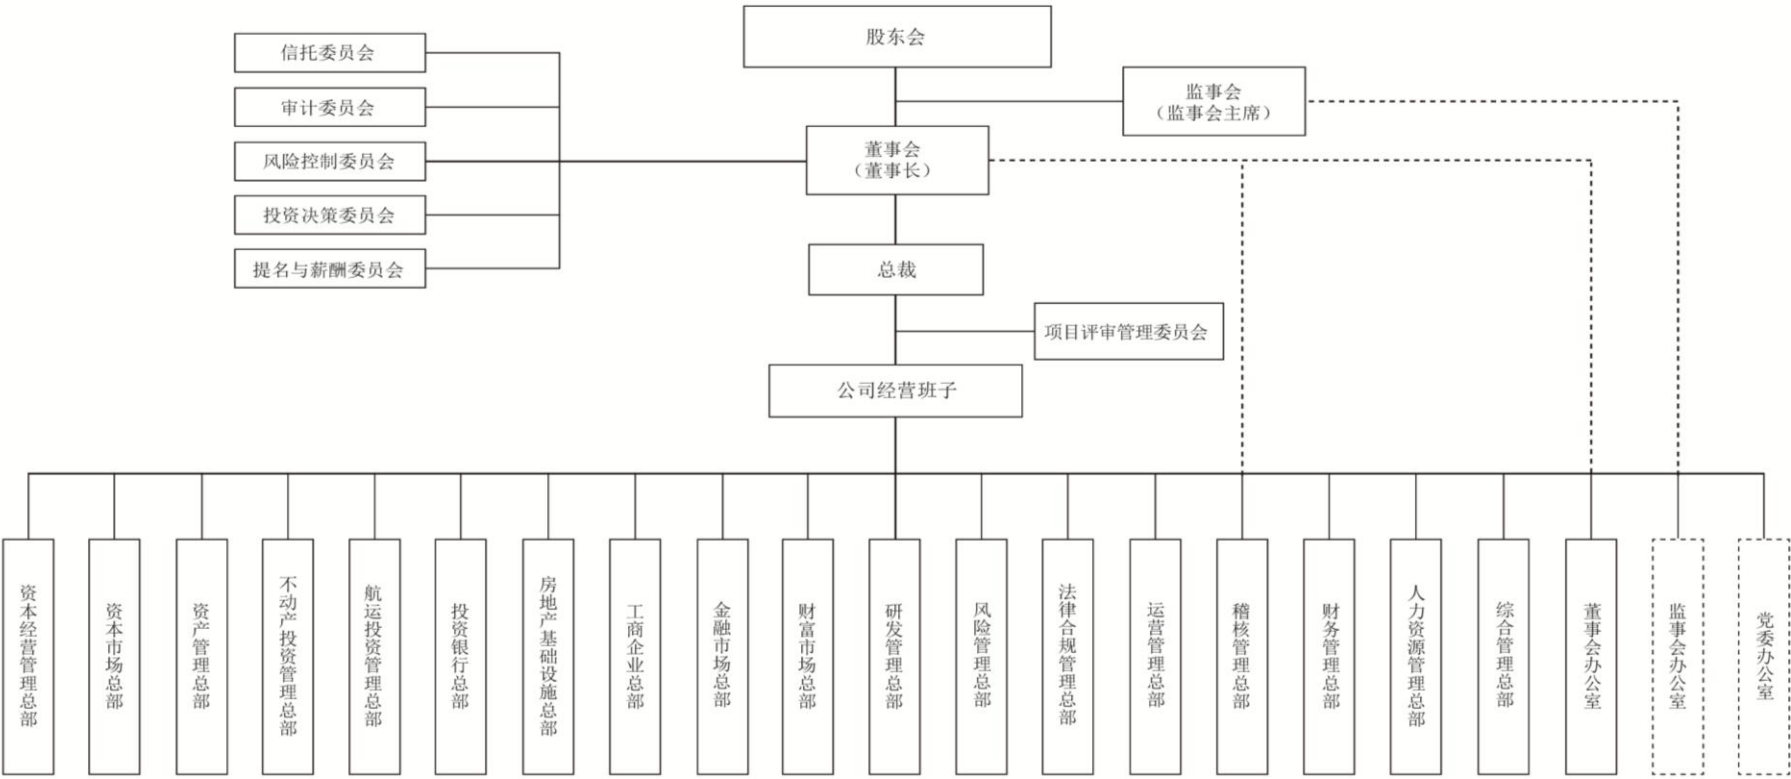 股东会
信托委员会
监事会
（监事会主席）
审计委员会
董事会
（董事长）
风险控制委员会
投资决策委员会
提名与薪酬委员会
总裁
项目评审管理委员会
公司经营班子
资本经营管理总部
资本市场总部
资产管理总部
不动产投资管理总部
航运投资管理总部
投资银行总部
房地产基础设施总部
工商企业总部
金融市场总部
财富市场总部
研发管理总部
风险管理总部
法律合规管理总部
运营管理总部
稽核管理总部
财务管理总部
人力资源管理总部
综合管理总部
董事会办公室
监事会办公室
党委办公室